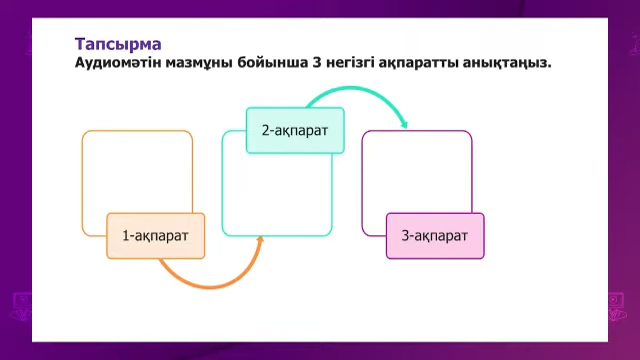 Тапсырма
Аудиомәтін мазмұны бойынша 3 негізгі ақпаратты анықтаңыз.
2-ақпарат
1-ақпарат
3-ақпарат